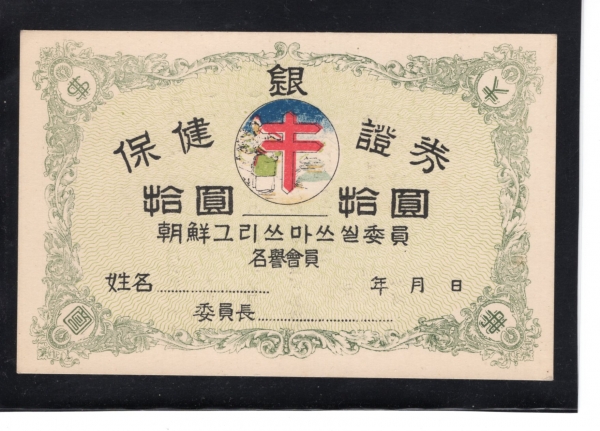 銀
保健 證券
拾圓 拾圓
朝鮮그리쓰마쓰씰委員
名譽會員
姓名.................... 年 月 日
委員長........................